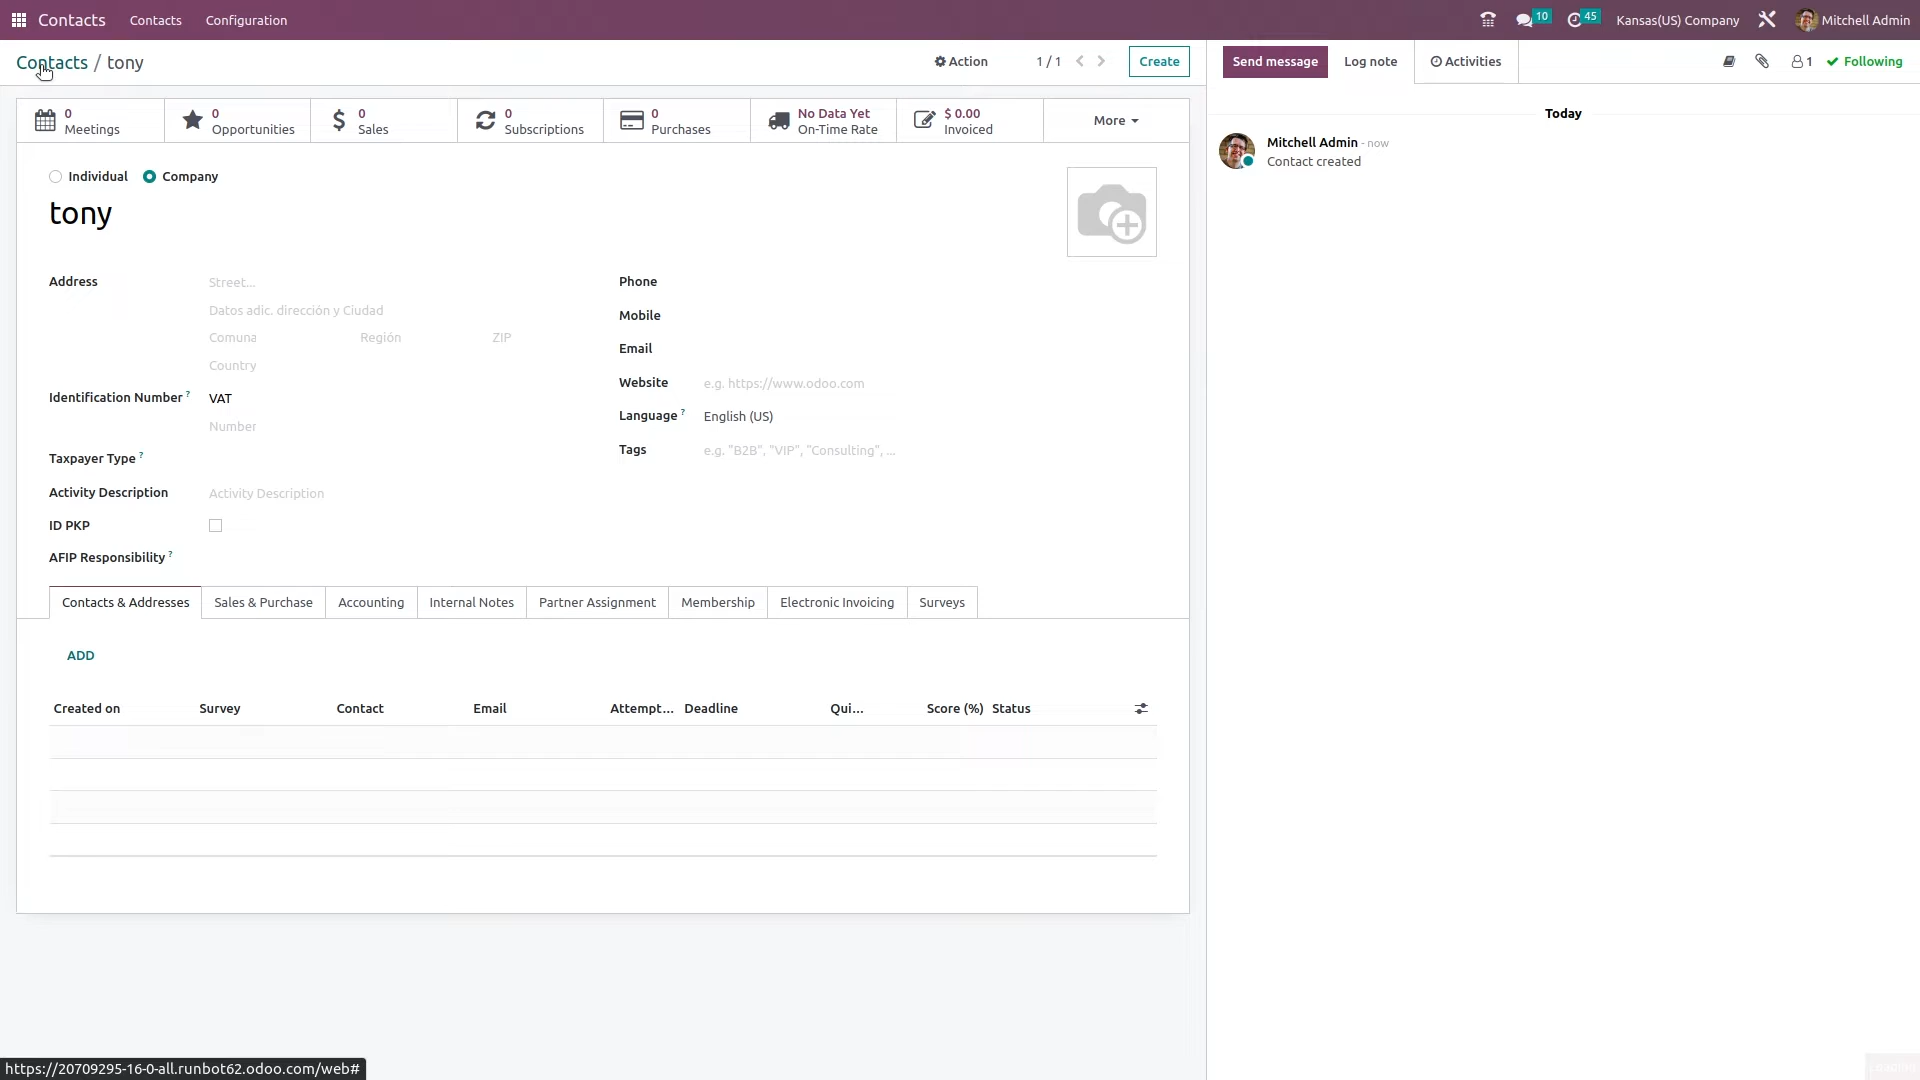 Contacts Contacts Configuration 10 45 Kansas(US) Company Mitchell Admin
Contacts / tony Action 1 / 1 Create Send message Log note Activities 1 Following
0 Meetings
0 Opportunities
0 Sales
0 Subscriptions
0 Purchases
No Data Yet On-Time Rate
$ 0.00 Invoiced
More
Today
Mitchell Admin - now
Contact created
Individual Company
tony
Address Street...
Datos adic. dirección y Ciudad
Comuna Región ZIP
Country
Identification Number ? VAT
Number
Taxpayer Type ?
Activity Description Activity Description
ID PKP
AFIP Responsibility ?
Phone
Mobile
Email
Website e.g. https://www.odoo.com
Language ? English (US)
Tags e.g. "B2B", "VIP", "Consulting", ...
Contacts & Addresses Sales & Purchase Accounting Internal Notes Partner Assignment Membership Electronic Invoicing Surveys
ADD
Created on Survey Contact Email Attempt... Deadline Qui... Score (%) Status
https://20709295-16-0-all.runbot62.odoo.com/web#